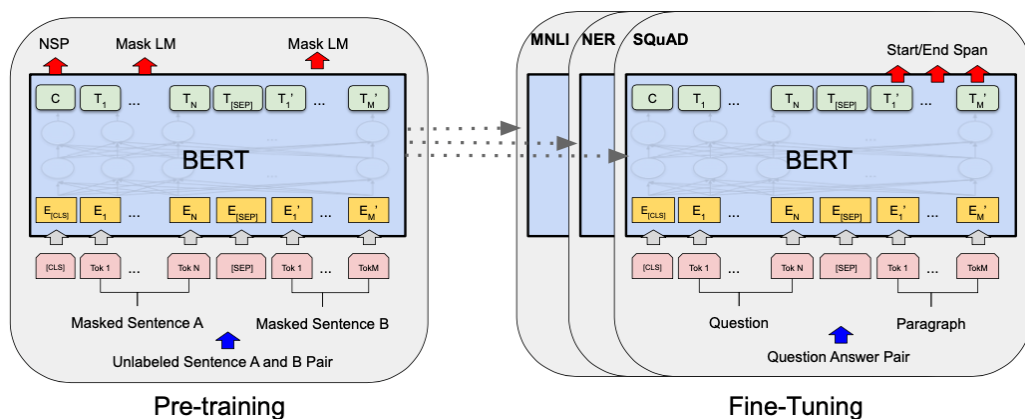 NSP Mask LM Mask LM
C T1 ... TN T[SEP] T1' ... TM'
BERT
E[CLS] E1 ... EN E[SEP] E1' ... EM'
[CLS] Tok 1 ... Tok N [SEP] Tok 1 ... TokM
Masked Sentence A Masked Sentence B
Unlabeled Sentence A and B Pair
Pre-training
MNLI NER SQuAD
Start/End Span
C T1 ... TN T[SEP] T1' ... TM'
BERT
E[CLS] E1 ... EN E[SEP] E1' ... EM'
[CLS] Tok 1 ... Tok N [SEP] Tok 1 ... TokM
Question Paragraph
Question Answer Pair
Fine-Tuning